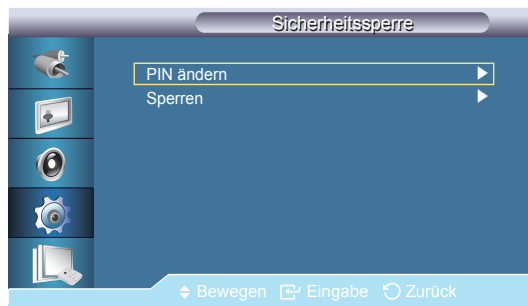 Sicherheitssperre
PIN ändern
Sperren
Bewegen Eingabe Zurück